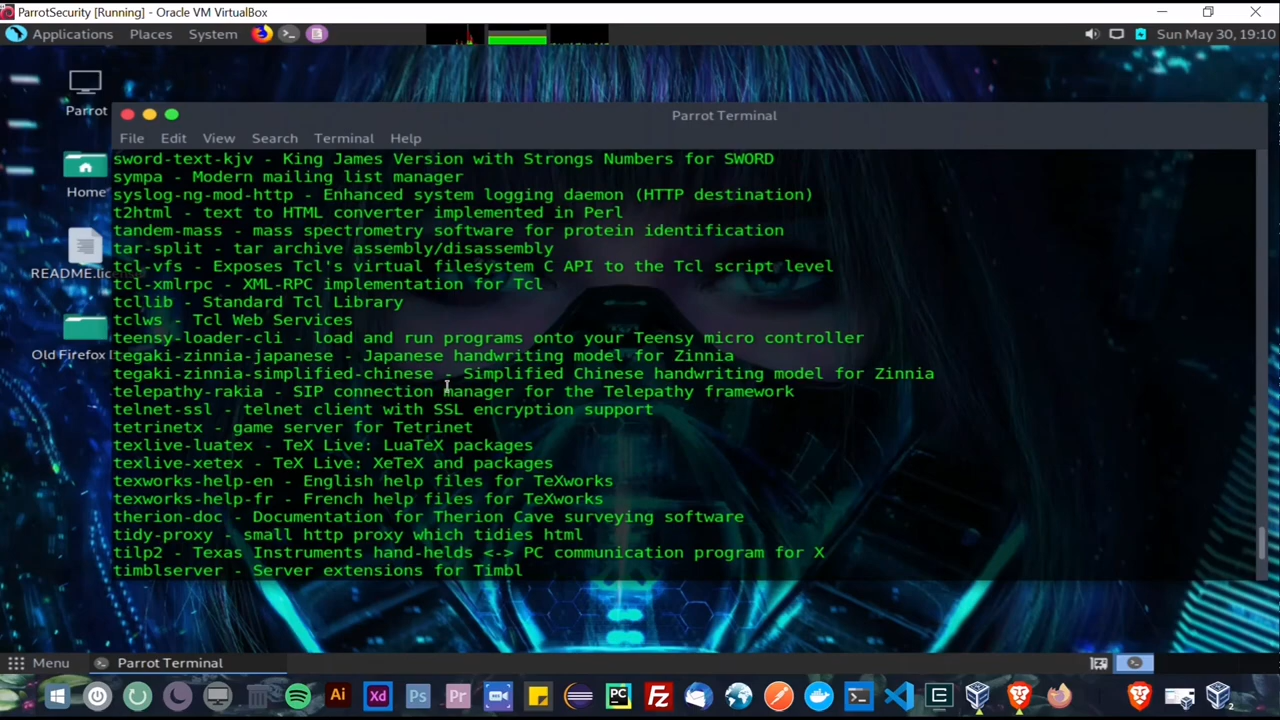 ParrotSecurity [Running] - Oracle VM VirtualBox
Applications Places System Sun May 30, 19:10
Parrot
Parrot Terminal
File Edit View Search Terminal Help
sword-text-kjv - King James Version with Strongs Numbers for SWORD
sympa - Modern mailing list manager
Home
syslog-ng-mod-http - Enhanced system logging daemon (HTTP destination)
t2html - text to HTML converter implemented in Perl
tandem-mass - mass spectrometry software for protein identification
tar-split - tar archive assembly/disassembly
README.lice
tcl-vfs - Exposes Tcl's virtual filesystem C API to the Tcl script level
tcl-xmlrpc - XML-RPC implementation for Tcl
tcllib - Standard Tcl Library
tclws - Tcl Web Services
teensy-loader-cli - load and run programs onto your Teensy micro controller
Old Firefox
tegaki-zinnia-japanese - Japanese handwriting model for Zinnia
tegaki-zinnia-simplified-chinese - Simplified Chinese handwriting model for Zinnia
telepathy-rakia - SIP connection manager for the Telepathy framework
telnet-ssl - telnet client with SSL encryption support
tetrinetx - game server for Tetrinet
texlive-luatex - TeX Live: LuaTeX packages
texlive-xetex - TeX Live: XeTeX and packages
texworks-help-en - English help files for TeXworks
texworks-help-fr - French help files for TeXworks
therion-doc - Documentation for Therion Cave surveying software
tidy-proxy - small http proxy which tidies html
tilp2 - Texas Instruments hand-helds <-> PC communication program for X
timblserver - Server extensions for Timbl
Menu Parrot Terminal
Ai Xd Ps Pr PC Fz E 2